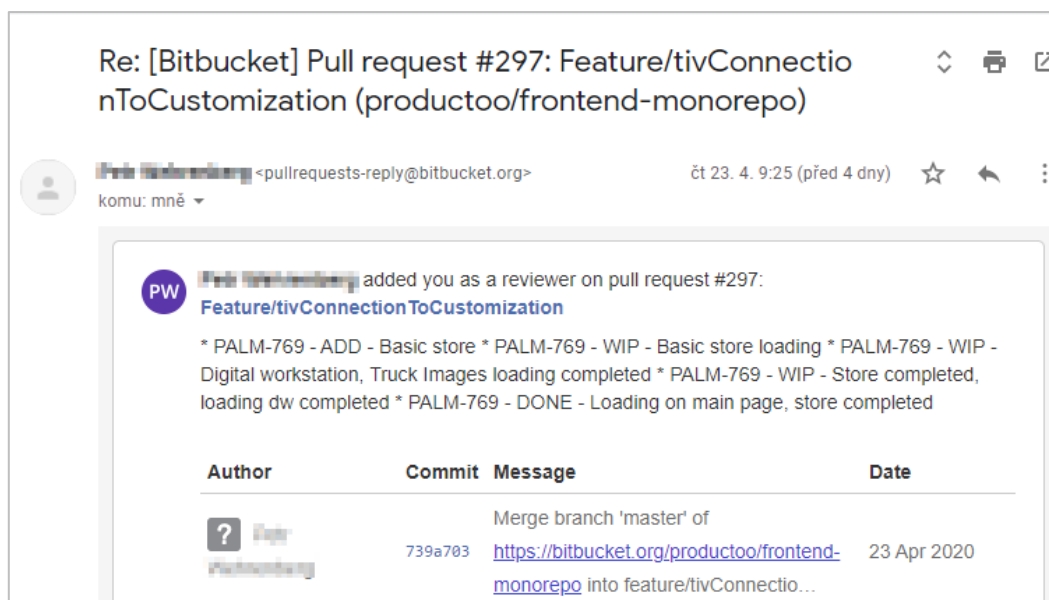 Re: [Bitbucket] Pull request #297: Feature/tivConnectio
nToCustomization (productoo/frontend-monorepo)
<pullrequests-reply@bitbucket.org> čt 23. 4. 9:25 (před 4 dny)
komu: mně
PW added you as a reviewer on pull request #297:
Feature/tivConnectionToCustomization
* PALM-769 - ADD - Basic store * PALM-769 - WIP - Basic store loading * PALM-769 - WIP -
Digital workstation, Truck Images loading completed * PALM-769 - WIP - Store completed,
loading dw completed * PALM-769 - DONE - Loading on main page, store completed
Author Commit Message Date
Merge branch 'master' of
? 739a703 https://bitbucket.org/productoo/frontend- 23 Apr 2020
monorepo into feature/tivConnectio...